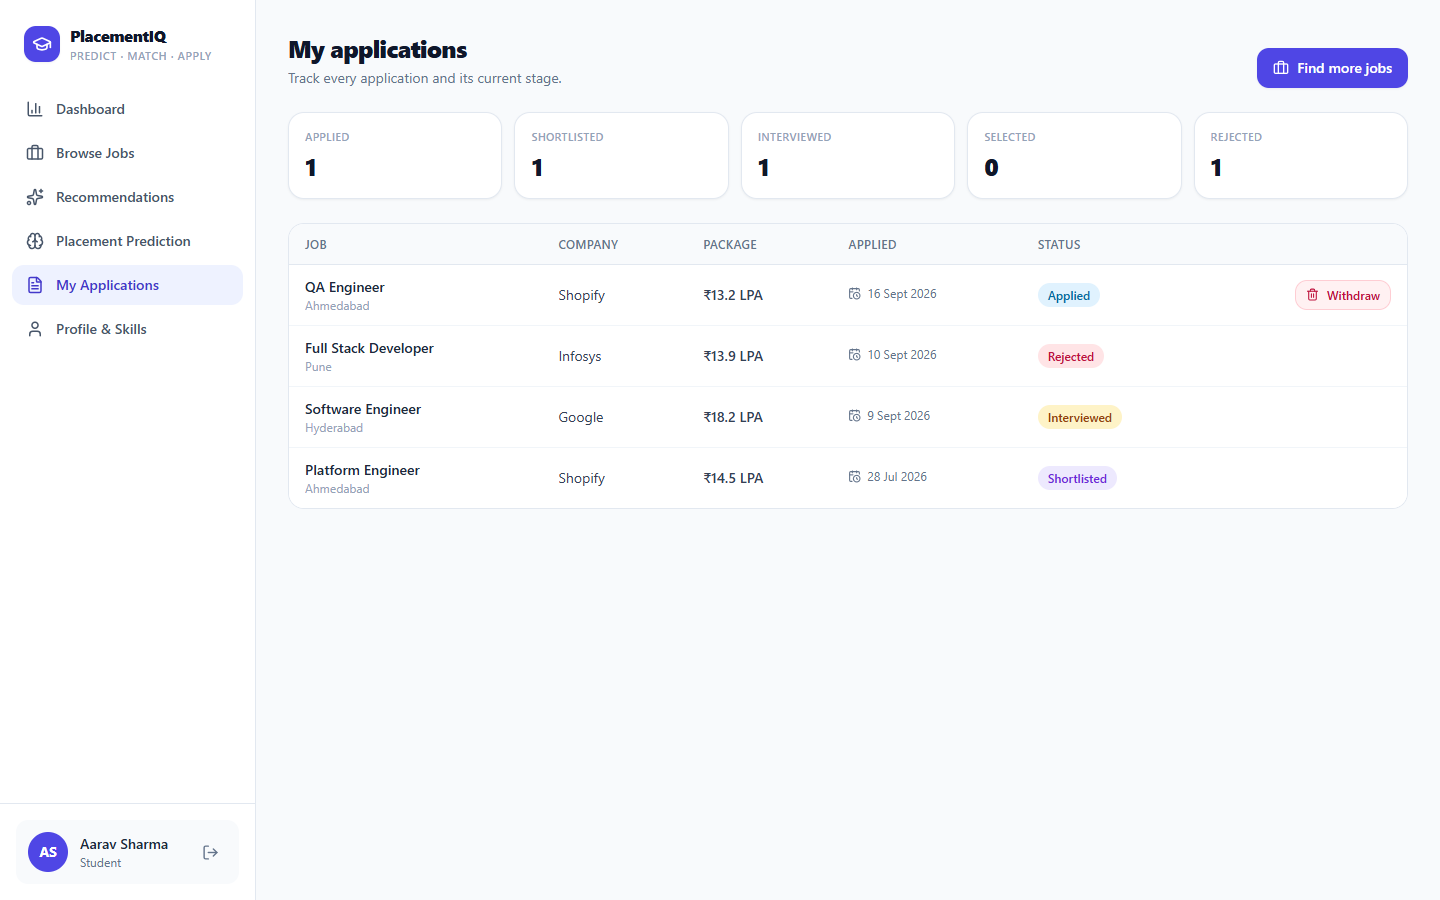 PlacementIQ
PREDICT · MATCH · APPLY
Dashboard
Browse Jobs
Recommendations
Placement Prediction
My Applications
Profile & Skills
AS
Aarav Sharma
Student
My applications
Track every application and its current stage.
Find more jobs
APPLIED
1
SHORTLISTED
1
INTERVIEWED
1
SELECTED
0
REJECTED
1
JOB COMPANY PACKAGE APPLIED STATUS
QA Engineer
Ahmedabad
Shopify ₹13.2 LPA 16 Sept 2026 Applied Withdraw
Full Stack Developer
Pune
Infosys ₹13.9 LPA 10 Sept 2026 Rejected
Software Engineer
Hyderabad
Google ₹18.2 LPA 9 Sept 2026 Interviewed
Platform Engineer
Ahmedabad
Shopify ₹14.5 LPA 28 Jul 2026 Shortlisted